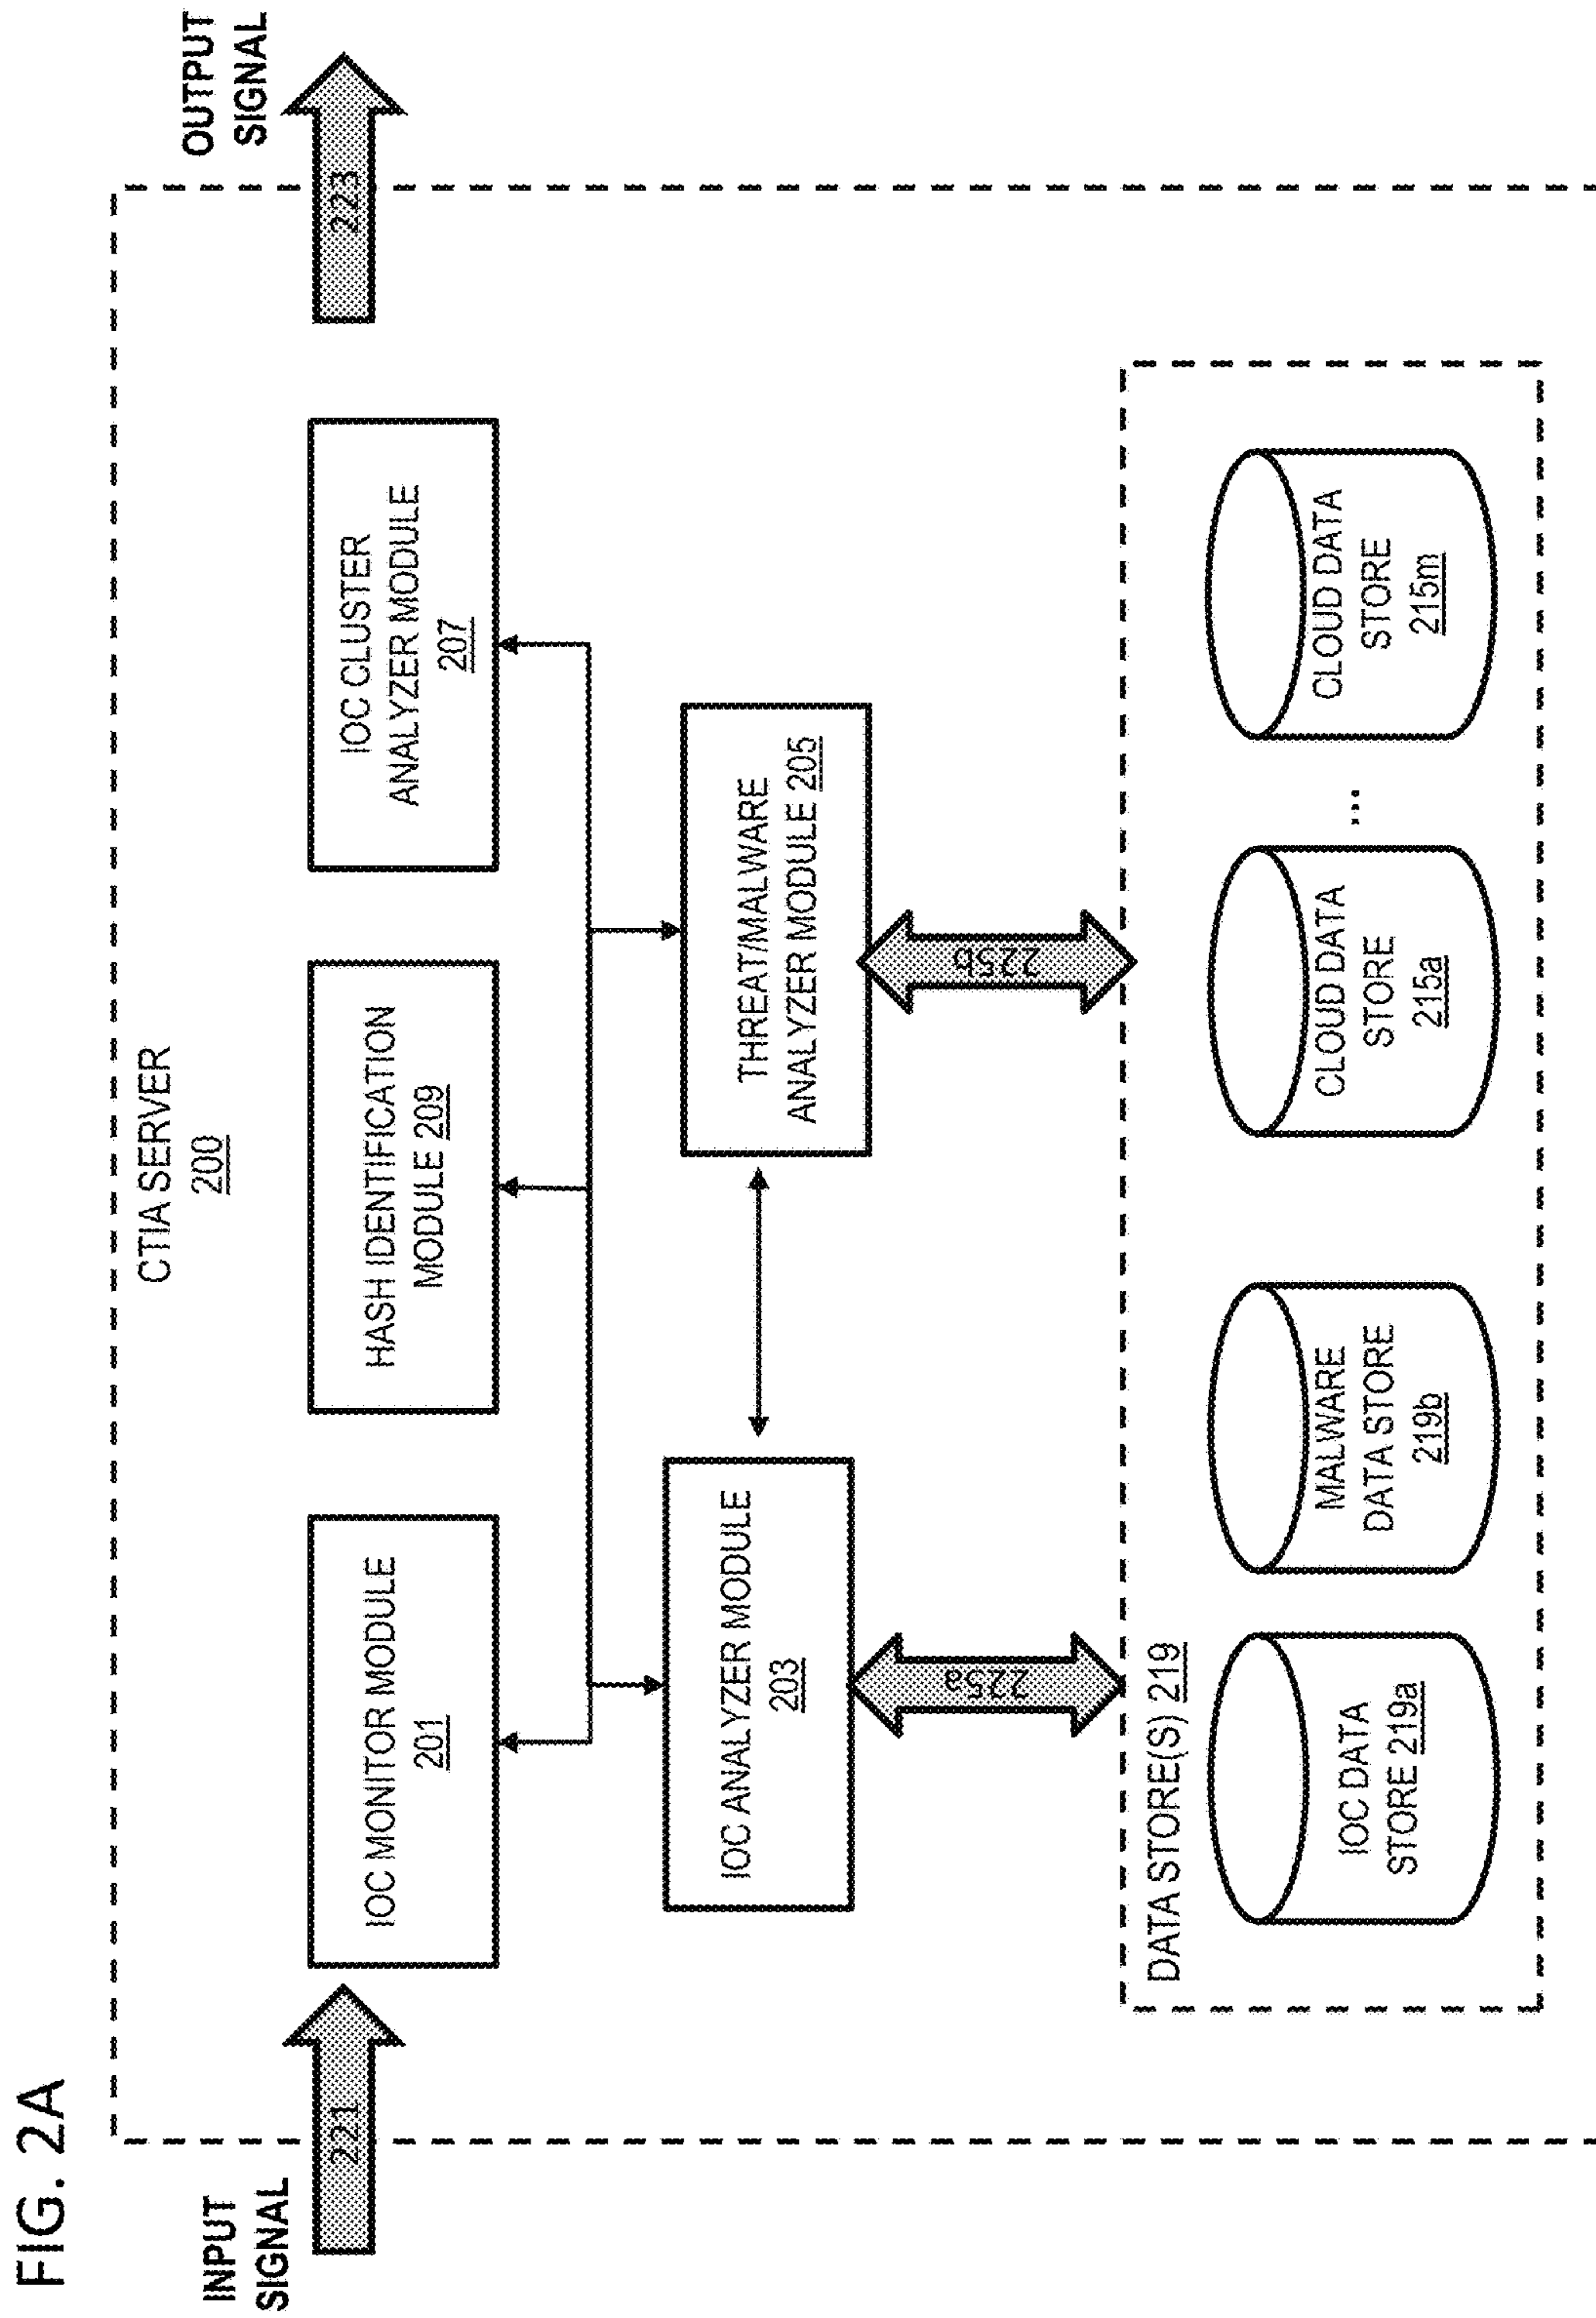 FIG. 2A
INPUT
SIGNAL
221
CTIA SERVER
200
OUTPUT
SIGNAL
223
IOC MONITOR MODULE
201
HASH IDENTIFICATION
MODULE 209
IOC CLUSTER
ANALYZER MODULE
207
IOC ANALYZER MODULE
203
THREAT/MALWARE
ANALYZER MODULE 205
225a
225b
DATA STORE(S) 219
IOC DATA
STORE 219a
MALWARE
DATA STORE
219b
CLOUD DATA
STORE
215a
...
CLOUD DATA
STORE
215m